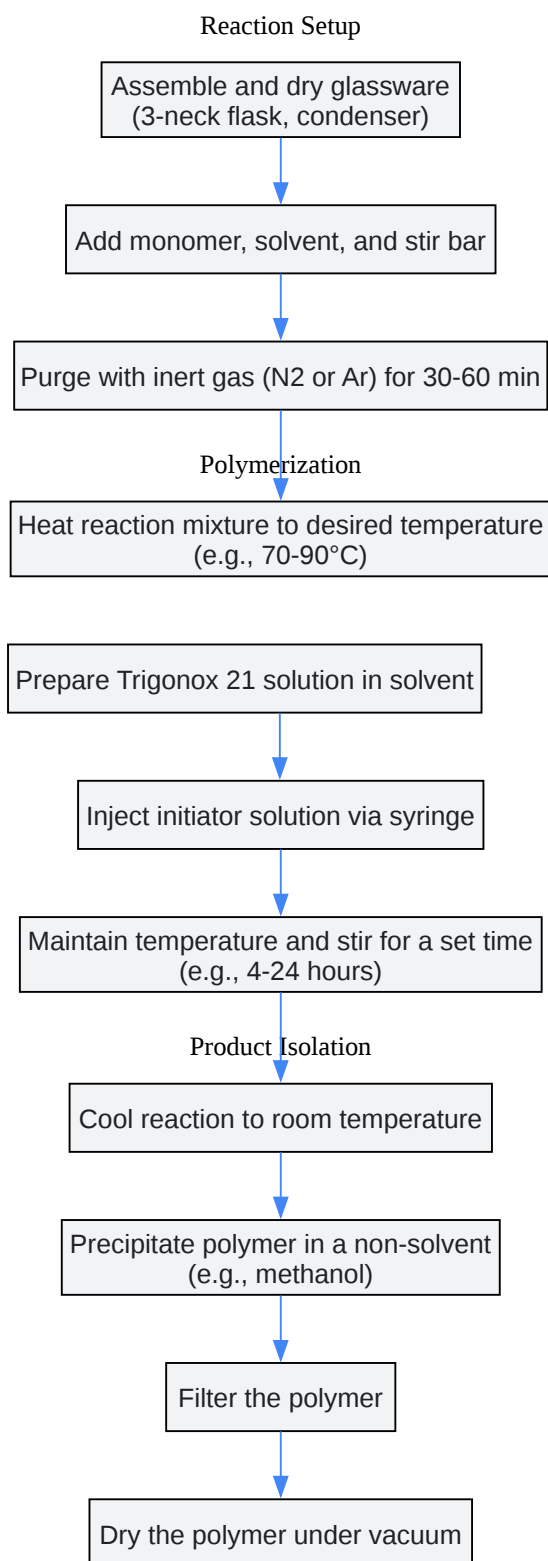 Reaction Setup
Assemble and dry glassware
(3-neck flask, condenser)
Add monomer, solvent, and stir bar
Purge with inert gas (N2 or Ar) for 30-60 min
Polymerization
Heat reaction mixture to desired temperature
(e.g., 70-90°C)
Prepare Trigonox 21 solution in solvent
Inject initiator solution via syringe
Maintain temperature and stir for a set time
(e.g., 4-24 hours)
Product Isolation
Cool reaction to room temperature
Precipitate polymer in a non-solvent
(e.g., methanol)
Filter the polymer
Dry the polymer under vacuum